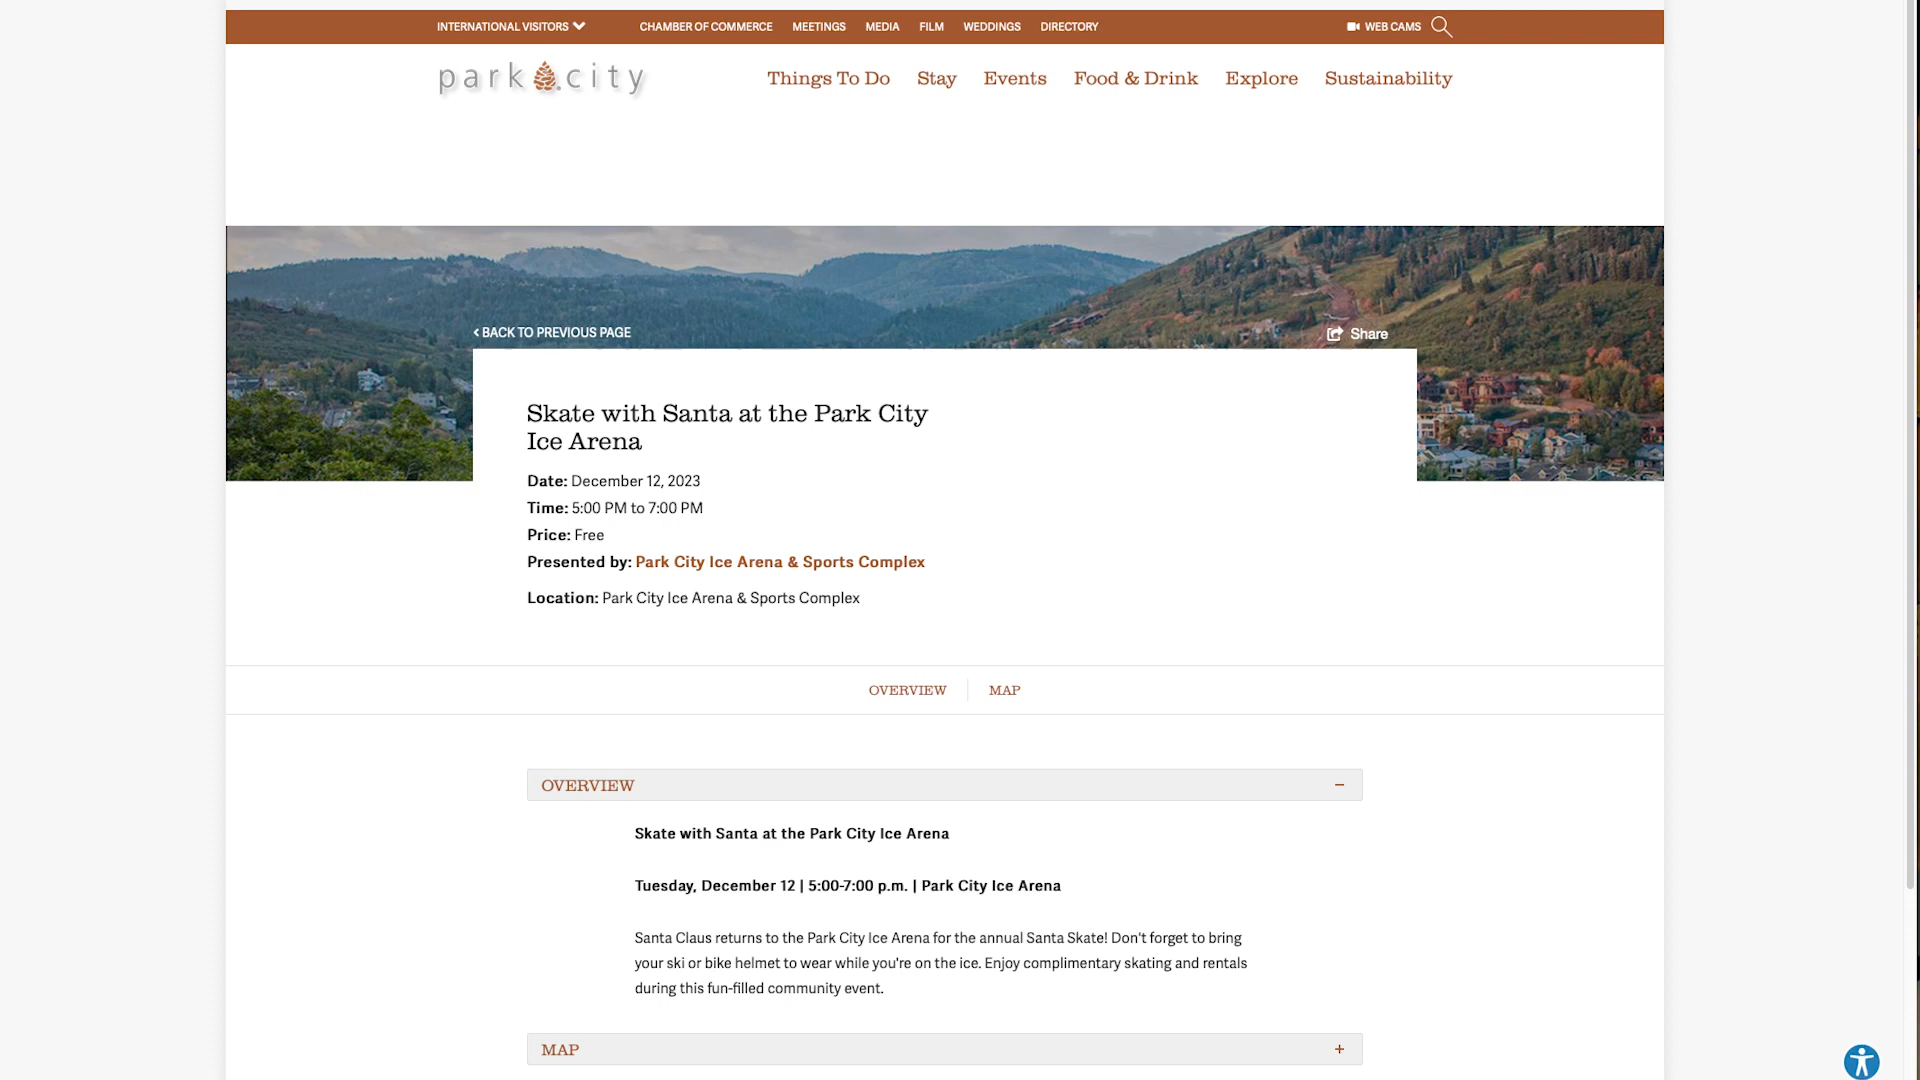 INTERNATIONAL VISITORS CHAMBER OF COMMERCE MEETINGS MEDIA FILM WEDDINGS DIRECTORY WEB CAMS
park city Things To Do Stay Events Food & Drink Explore Sustainability
BACK TO PREVIOUS PAGE Share
Skate with Santa at the Park City
Ice Arena
Date: December 12, 2023
Time: 5:00 PM to 7:00 PM
Price: Free
Presented by: Park City Ice Arena & Sports Complex
Location: Park City Ice Arena & Sports Complex
OVERVIEW MAP
OVERVIEW −
Skate with Santa at the Park City Ice Arena
Tuesday, December 12 | 5:00-7:00 p.m. | Park City Ice Arena
Santa Claus returns to the Park City Ice Arena for the annual Santa Skate! Don't forget to bring
your ski or bike helmet to wear while you're on the ice. Enjoy complimentary skating and rentals
during this fun-filled community event.
MAP +